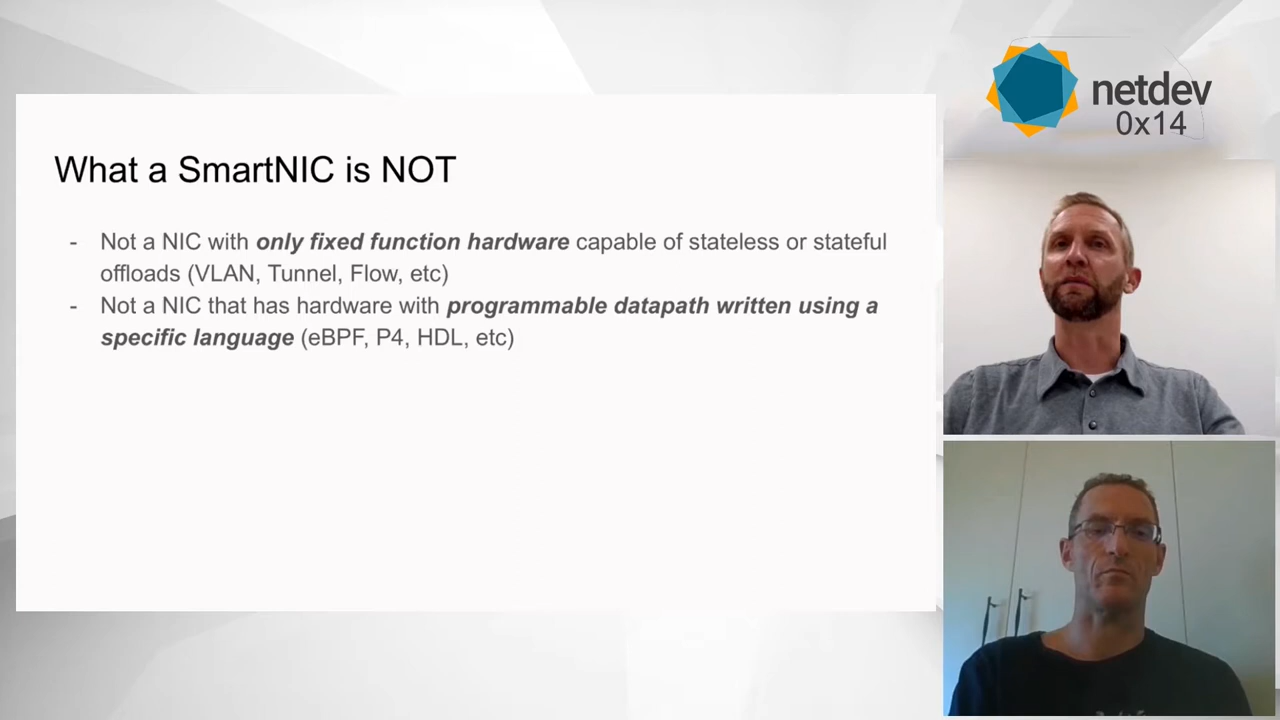 netdev
0x14
What a SmartNIC is NOT
- Not a NIC with only fixed function hardware capable of stateless or stateful
offloads (VLAN, Tunnel, Flow, etc)
- Not a NIC that has hardware with programmable datapath written using a
specific language (eBPF, P4, HDL, etc)